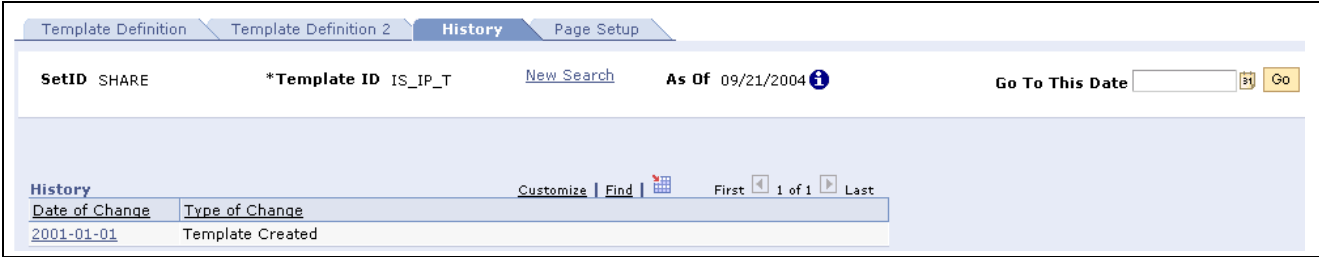 Template Definition Template Definition 2 History Page Setup
SetID SHARE *Template ID IS_IP_T New Search As Of 09/21/2004 Go To This Date 31 Go
History Customize | Find | First 1 of 1 Last
Date of Change Type of Change
2001-01-01 Template Created